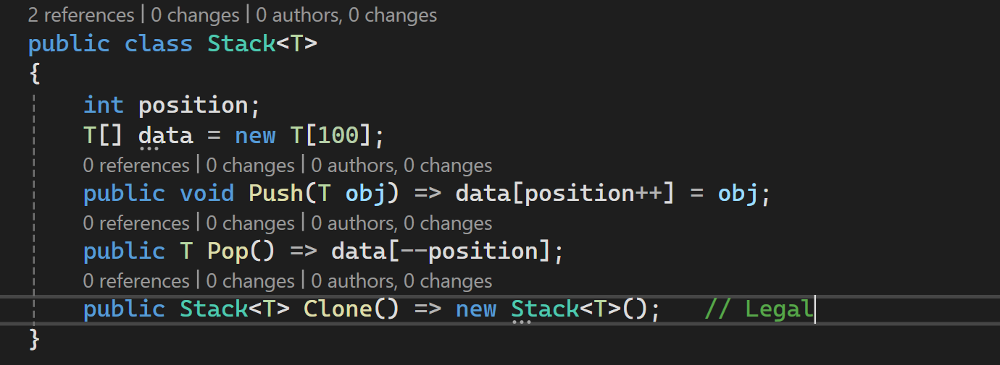 2 references | 0 changes | 0 authors, 0 changes
public class Stack<T>
{
int position;
T[] data = new T[100];
0 references | 0 changes | 0 authors, 0 changes
public void Push(T obj) => data[position++] = obj;
0 references | 0 changes | 0 authors, 0 changes
public T Pop() => data[--position];
0 references | 0 changes | 0 authors, 0 changes
public Stack<T> Clone() => new Stack<T>();   // Legal
}